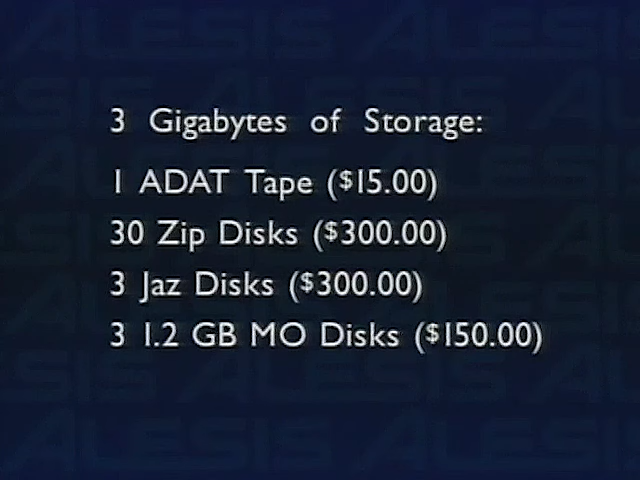 3 Gigabytes of Storage:
1 ADAT Tape ($15.00)
30 Zip Disks ($300.00)
3 Jaz Disks ($300.00)
3 1.2 GB MO Disks ($150.00)